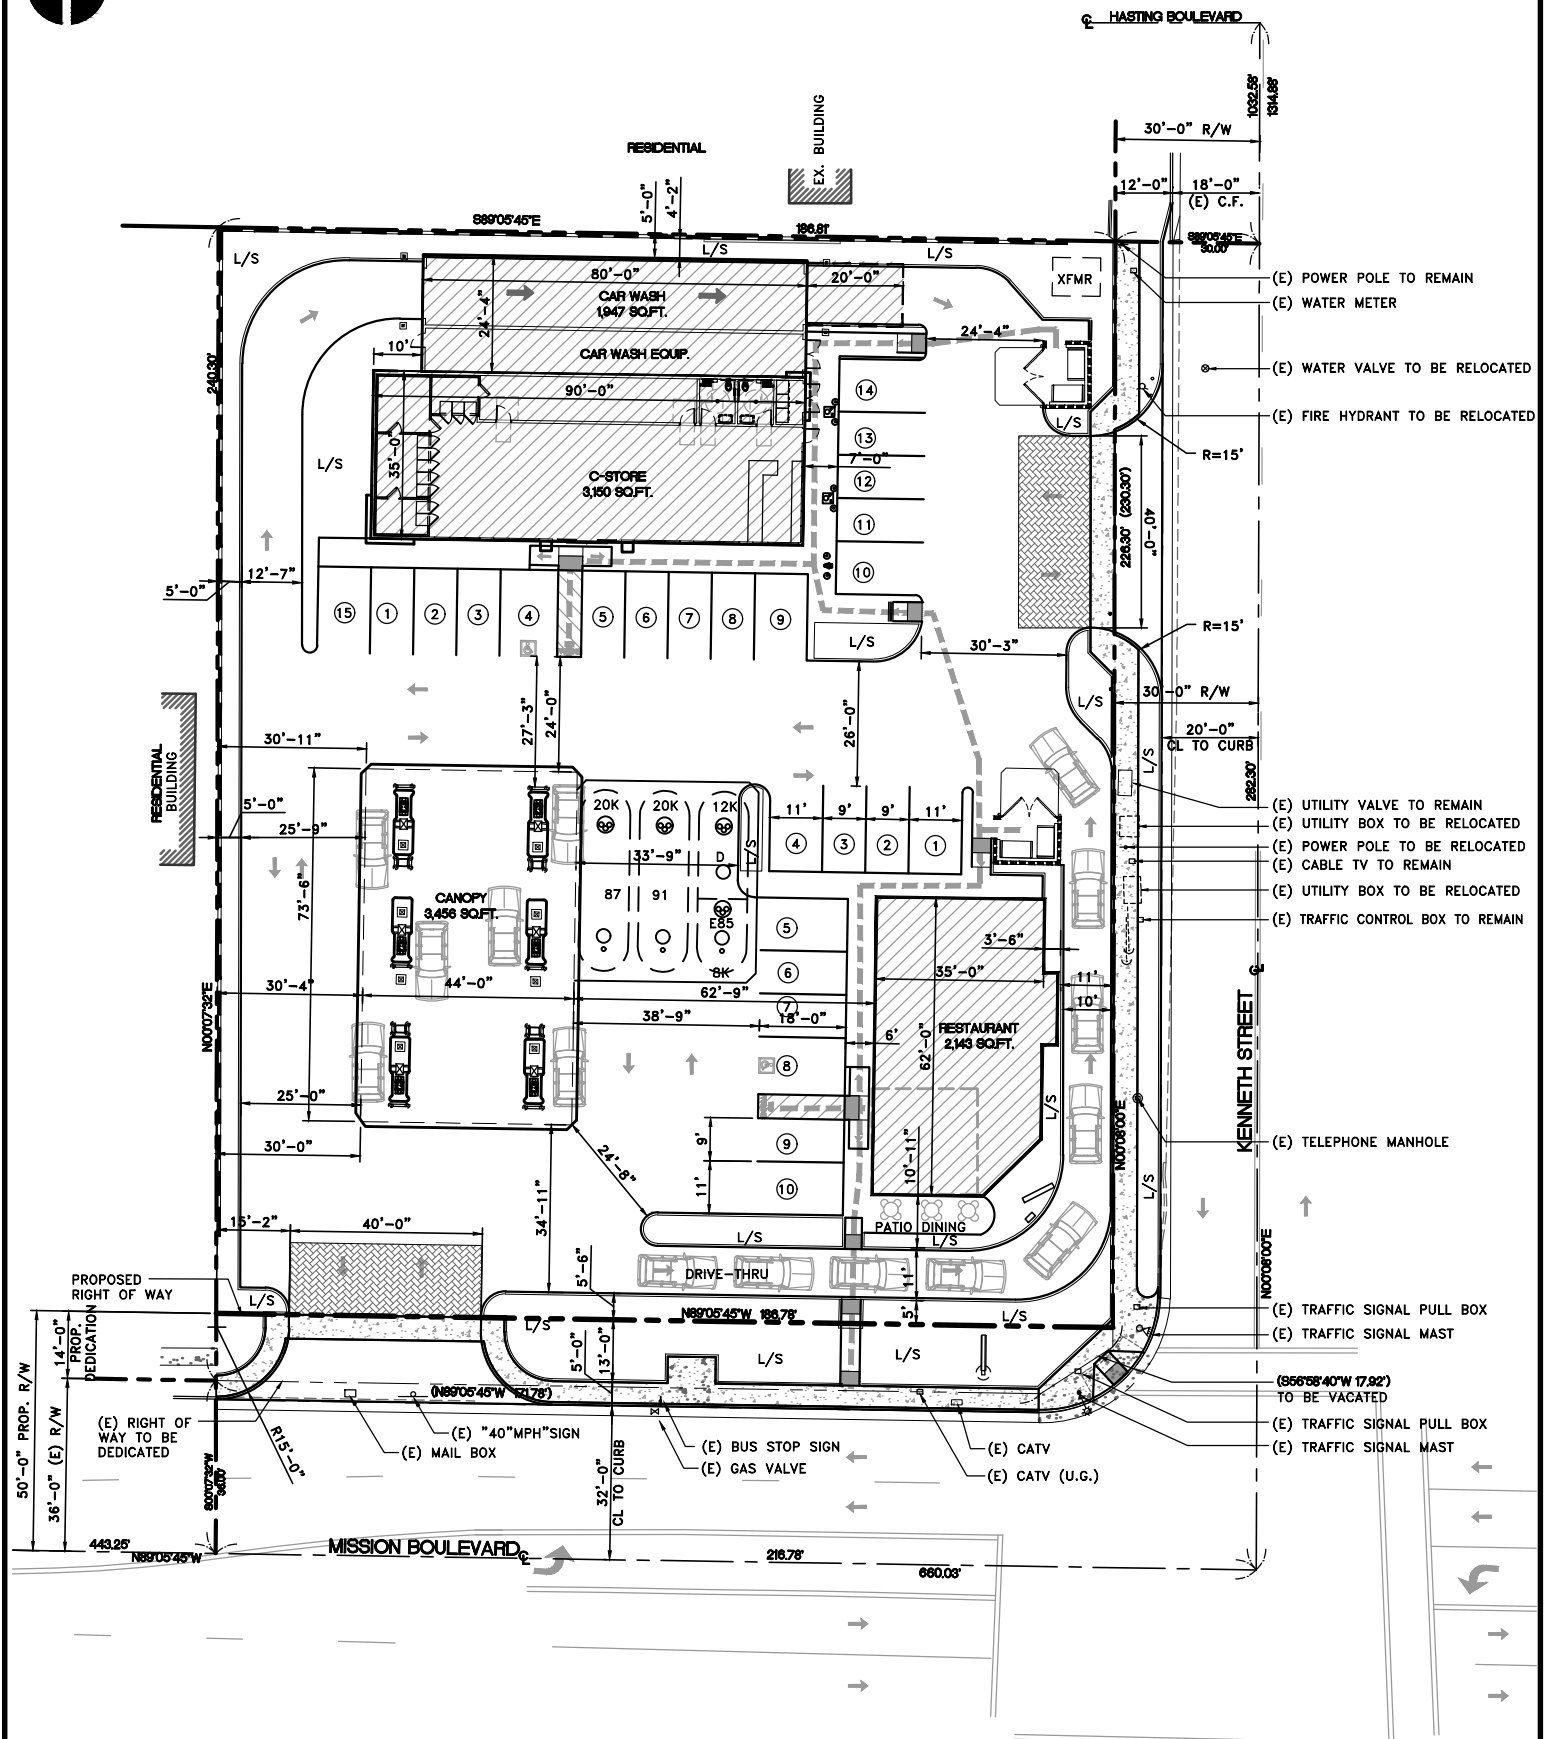 ℄ HASTING BOULEVARD
1032.58'
1314.88'
30'-0" R/W
RESIDENTIAL
EX. BUILDING
5'-0"
4'-2"
12'-0"
18'-0"
(E) C.F.
S89°05'45"E
186.81'
S89°05'45"E
30.00'
L/S
L/S
L/S
XFMR
(E) POWER POLE TO REMAIN
(E) WATER METER
80'-0"
20'-0"
CAR WASH
1,947 SQ.FT.
24'-4"
CAR WASH EQUIP.
24'-4"
10'
240.30'
90'-0"
(E) WATER VALVE TO BE RELOCATED
(E) FIRE HYDRANT TO BE RELOCATED
R=15'
L/S
14
13
12
11
10
7'-0"
L/S
35'-0"
C-STORE
3,150 SQ.FT.
226.30' (230.30')
40'-0"
12'-7"
5'-0"
15
1
2
3
4
5
6
7
8
9
L/S
R=15'
30'-3"
L/S
30'-0" R/W
20'-0"
CL TO CURB
L/S
282.30'
27'-3"
24'-0"
26'-0"
30'-11"
RESIDENTIAL
BUILDING
5'-0"
25'-9"
73'-6"
CANOPY
3,456 SQ.FT.
20K
20K
12K
33'-9"
D
87
91
E85
8K
L/S
11'
9'
9'
11'
4
3
2
1
(E) UTILITY VALVE TO REMAIN
(E) UTILITY BOX TO BE RELOCATED
(E) POWER POLE TO BE RELOCATED
(E) CABLE TV TO REMAIN
(E) UTILITY BOX TO BE RELOCATED
(E) TRAFFIC CONTROL BOX TO REMAIN
5
6
7
8
9
10
3'-6"
35'-0"
11'
10'
30'-4"
44'-0"
62'-9"
38'-9"
18'-0"
6'
RESTAURANT
2,143 SQ.FT.
62'-0"
N00°07'32"E
℄
KENNETH STREET
25'-0"
30'-0"
L/S
N00°08'00"E
(E) TELEPHONE MANHOLE
24'-8"
9'
11'
10'-11"
34'-11"
L/S
15'-2"
40'-0"
PATIO DINING
L/S
L/S
DRIVE-THRU
5'-6"
11'
5'
N00°08'00"E
PROPOSED
RIGHT OF WAY
L/S
N89°05'45"W 186.78'
L/S
L/S
(E) TRAFFIC SIGNAL PULL BOX
(E) TRAFFIC SIGNAL MAST
50'-0" PROP. R/W
14'-0"
PROP.
DEDICATION
36'-0" (E) R/W
5'-0"
13'-0"
L/S
L/S
(N89°05'45"W 171.78')
(S56°58'40"W 17.92')
TO BE VACATED
(E) RIGHT OF
WAY TO BE
DEDICATED
R15'-0"
(E) "40"MPH"SIGN
(E) MAIL BOX
(E) BUS STOP SIGN
(E) GAS VALVE
(E) CATV
(E) CATV (U.G.)
(E) TRAFFIC SIGNAL PULL BOX
(E) TRAFFIC SIGNAL MAST
S00°07'32"W
36.00'
32'-0"
CL TO CURB
443.25'
N89°05'45"W
MISSION BOULEVARD ℄
216.78'
660.03'